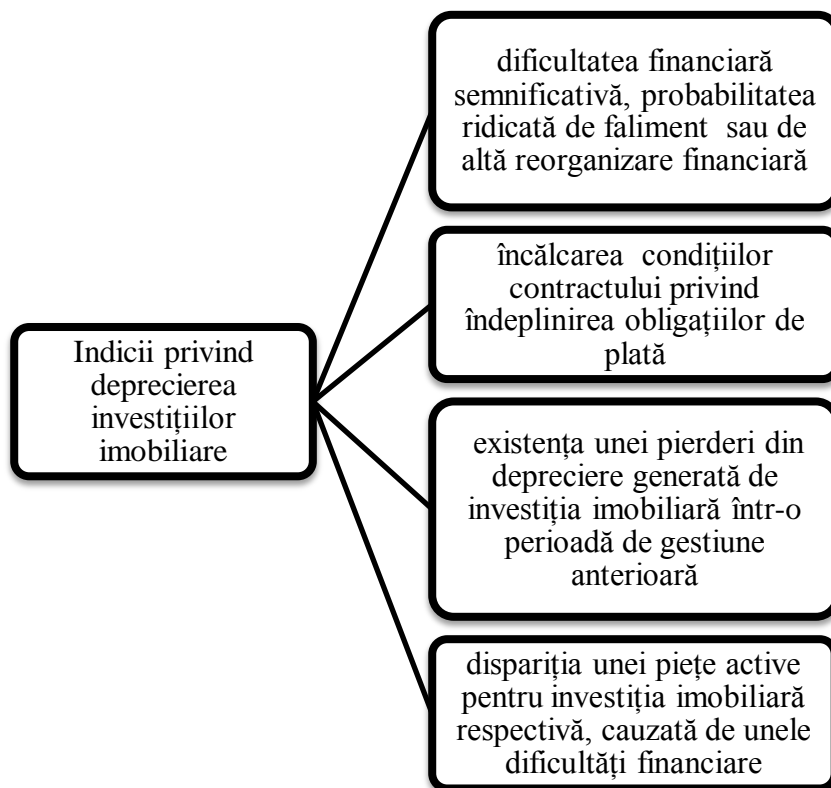 Indicii privind
deprecierea
investițiilor
imobiliare
dificultatea financiară
semnificativă, probabilitatea
ridicată de faliment sau de
altă reorganizare financiară
încălcarea condițiilor
contractului privind
îndeplinirea obligațiilor de
plată
existența unei pierderi din
depreciere generată de
investiția imobiliară într-o
perioadă de gestiune
anterioară
dispariția unei piețe active
pentru investiția imobiliară
respectivă, cauzată de unele
dificultăți financiare